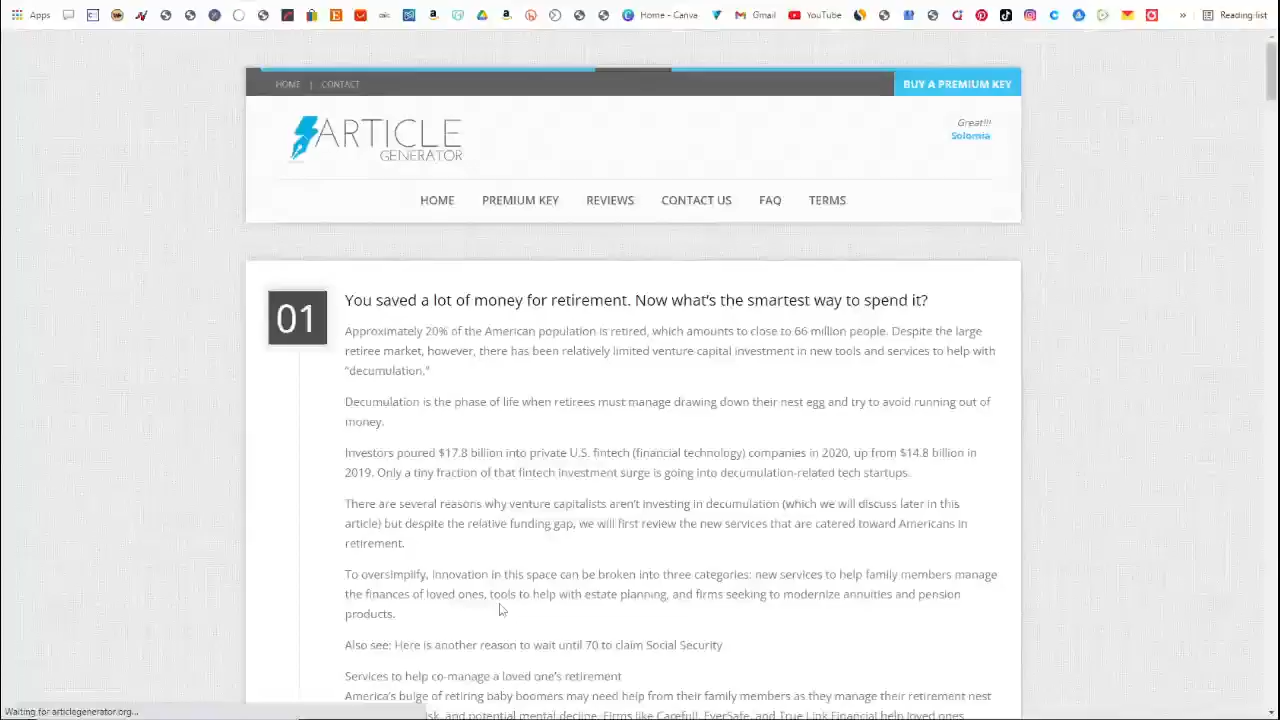 Apps
Home - Canva
Gmail
YouTube
»
Reading list
HOME | CONTACT
BUY A PREMIUM KEY
ARTICLE
GENERATOR
Great!!!
Solomia
HOME
PREMIUM KEY
REVIEWS
CONTACT US
FAQ
TERMS
01
You saved a lot of money for retirement. Now what's the smartest way to spend it?
Approximately 20% of the American population is retired, which amounts to close to 66 million people. Despite the large
retiree market, however, there has been relatively limited venture capital investment in new tools and services to help with
"decumulation."
Decumulation is the phase of life when retirees must manage drawing down their nest egg and try to avoid running out of
money.
Investors poured $17.8 billion into private U.S. fintech (financial technology) companies in 2020, up from $14.8 billion in
2019. Only a tiny fraction of that fintech investment surge is going into decumulation-related tech startups.
There are several reasons why venture capitalists aren't investing in decumulation (which we will discuss later in this
article) but despite the relative funding gap, we will first review the new services that are catered toward Americans in
retirement.
To oversimplify, innovation in this space can be broken into three categories: new services to help family members manage
the finances of loved ones, tools to help with estate planning, and firms seeking to modernize annuities and pension
products.
Also see: Here is another reason to wait until 70 to claim Social Security
Services to help co-manage a loved one's retirement
America's bulge of retiring baby boomers may need help from their family members as they manage their retirement nest
risk, and potential mental decline. Firms like Carefull, EverSafe, and True Link Financial help loved ones
Waiting for articlegenerator.org...